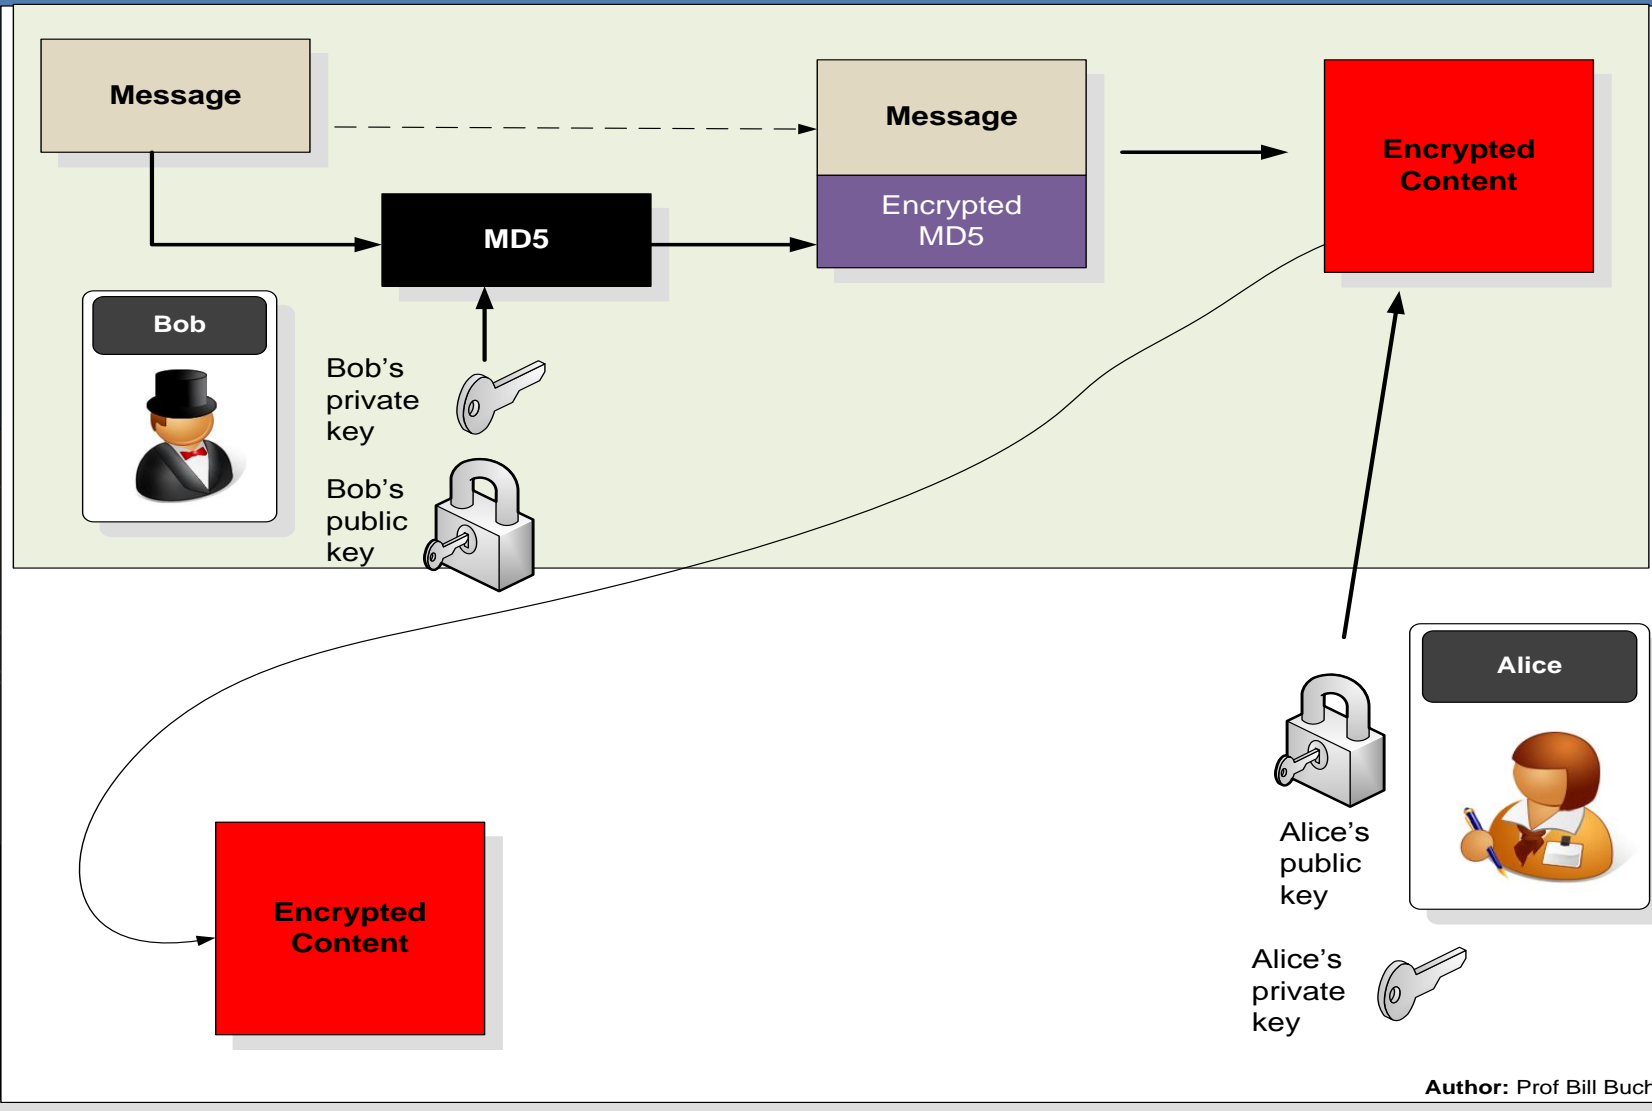 Message
Message
Encrypted
Content
Encrypted
MD5
MD5
Bob
Bob's
private
key
Bob's
public
key
Alice
Alice's
public
key
Encrypted
Content
Alice's
private
key
Author: Prof Bill Buch